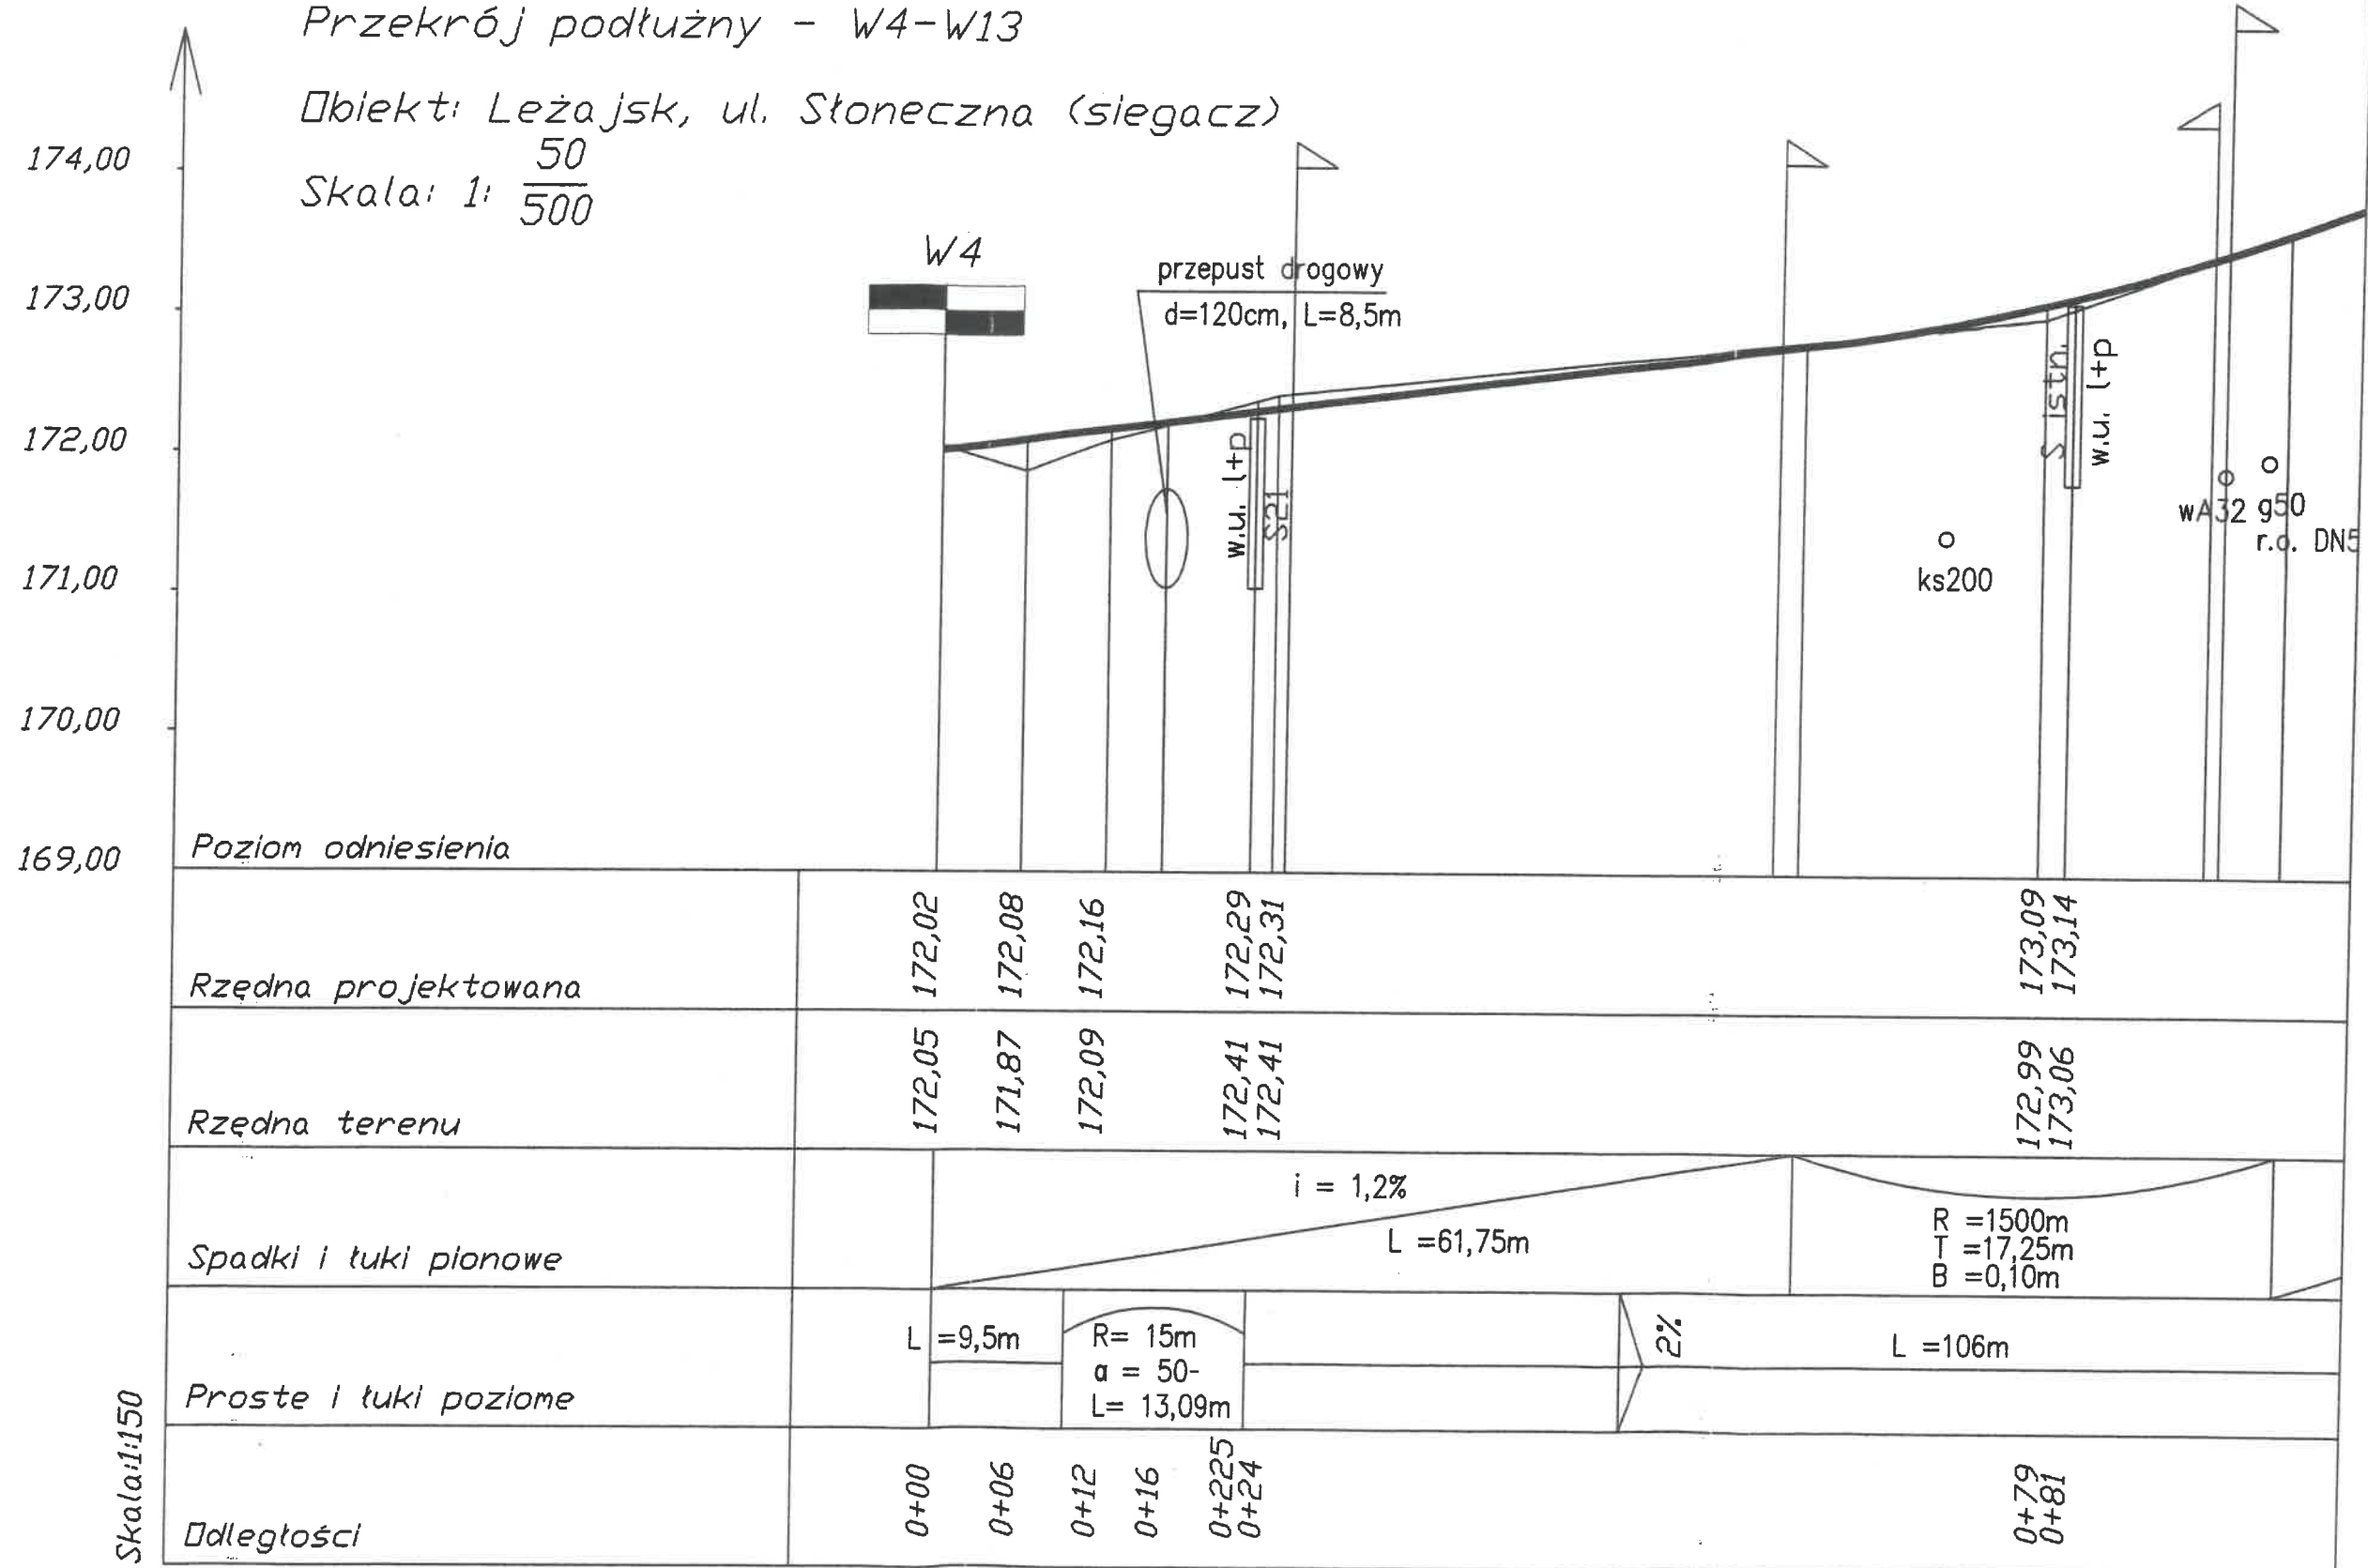 Przekrój podłużny - W4-W13
Obiekt: Leżajsk, ul. Słoneczna (siegacz)
Skala: 1: 50
500
174,00
173,00
172,00
171,00
170,00
169,00
W4
przepust drogowy
d=120cm, L=8,5m
w.u. l+p
S21
S istn.
w.u. l+p
ks200
wA32 g50
r.o. DN5
Poziom odniesienia
Rzędna projektowana
172,02
172,08
172,16
172,29
172,31
173,09
173,14
Rzędna terenu
172,05
171,87
172,09
172,41
172,41
172,99
173,06
Spadki i łuki pionowe
i = 1,2%
L =61,75m
R =1500m
T =17,25m
B =0,10m
Proste i łuki poziome
L =9,5m
R= 15m
a = 50-
L= 13,09m
2%
L =106m
Skala:1:150
Odległości
0+00
0+06
0+12
0+16
0+225
0+24
0+79
0+81